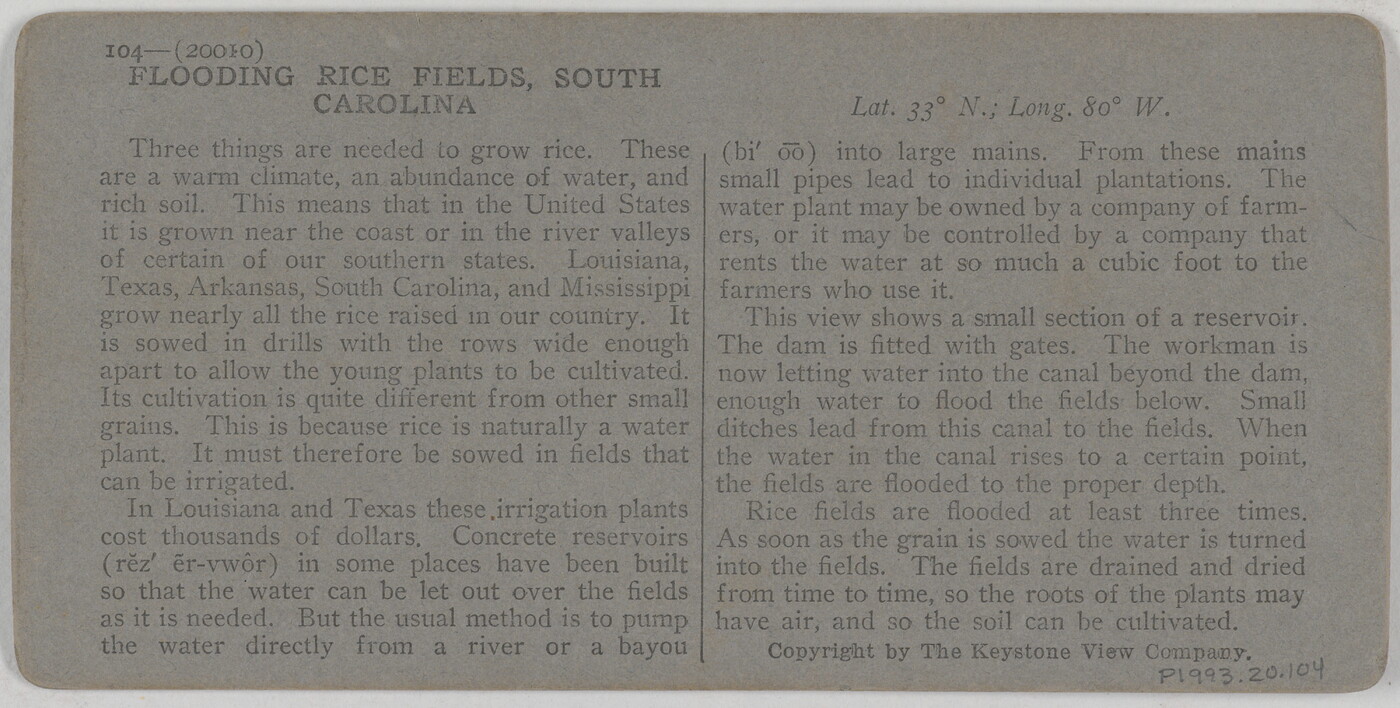 104—(20010)
FLOODING RICE FIELDS, SOUTH
CAROLINA
Three things are needed to grow rice. These
are a warm climate, an abundance of water, and
rich soil. This means that in the United States
it is grown near the coast or in the river valleys
of certain of our southern states. Louisiana,
Texas, Arkansas, South Carolina, and Mississippi
grow nearly all the rice raised in our country. It
is sowed in drills with the rows wide enough
apart to allow the young plants to be cultivated.
Its cultivation is quite different from other small
grains. This is because rice is naturally a water
plant. It must therefore be sowed in fields that
can be irrigated.
In Louisiana and Texas these irrigation plants
cost thousands of dollars. Concrete reservoirs
(rĕz′ ẽr-vwôr) in some places have been built
so that the water can be let out over the fields
as it is needed. But the usual method is to pump
the water directly from a river or a bayou
Lat. 33° N.; Long. 80° W.
(bi′ o͞o) into large mains. From these mains
small pipes lead to individual plantations. The
water plant may be owned by a company of farm-
ers, or it may be controlled by a company that
rents the water at so much a cubic foot to the
farmers who use it.
This view shows a small section of a reservoir.
The dam is fitted with gates. The workman is
now letting water into the canal beyond the dam,
enough water to flood the fields below. Small
ditches lead from this canal to the fields. When
the water in the canal rises to a certain point,
the fields are flooded to the proper depth.
Rice fields are flooded at least three times.
As soon as the grain is sowed the water is turned
into the fields. The fields are drained and dried
from time to time, so the roots of the plants may
have air, and so the soil can be cultivated.
Copyright by The Keystone View Company.
P1993.20.104